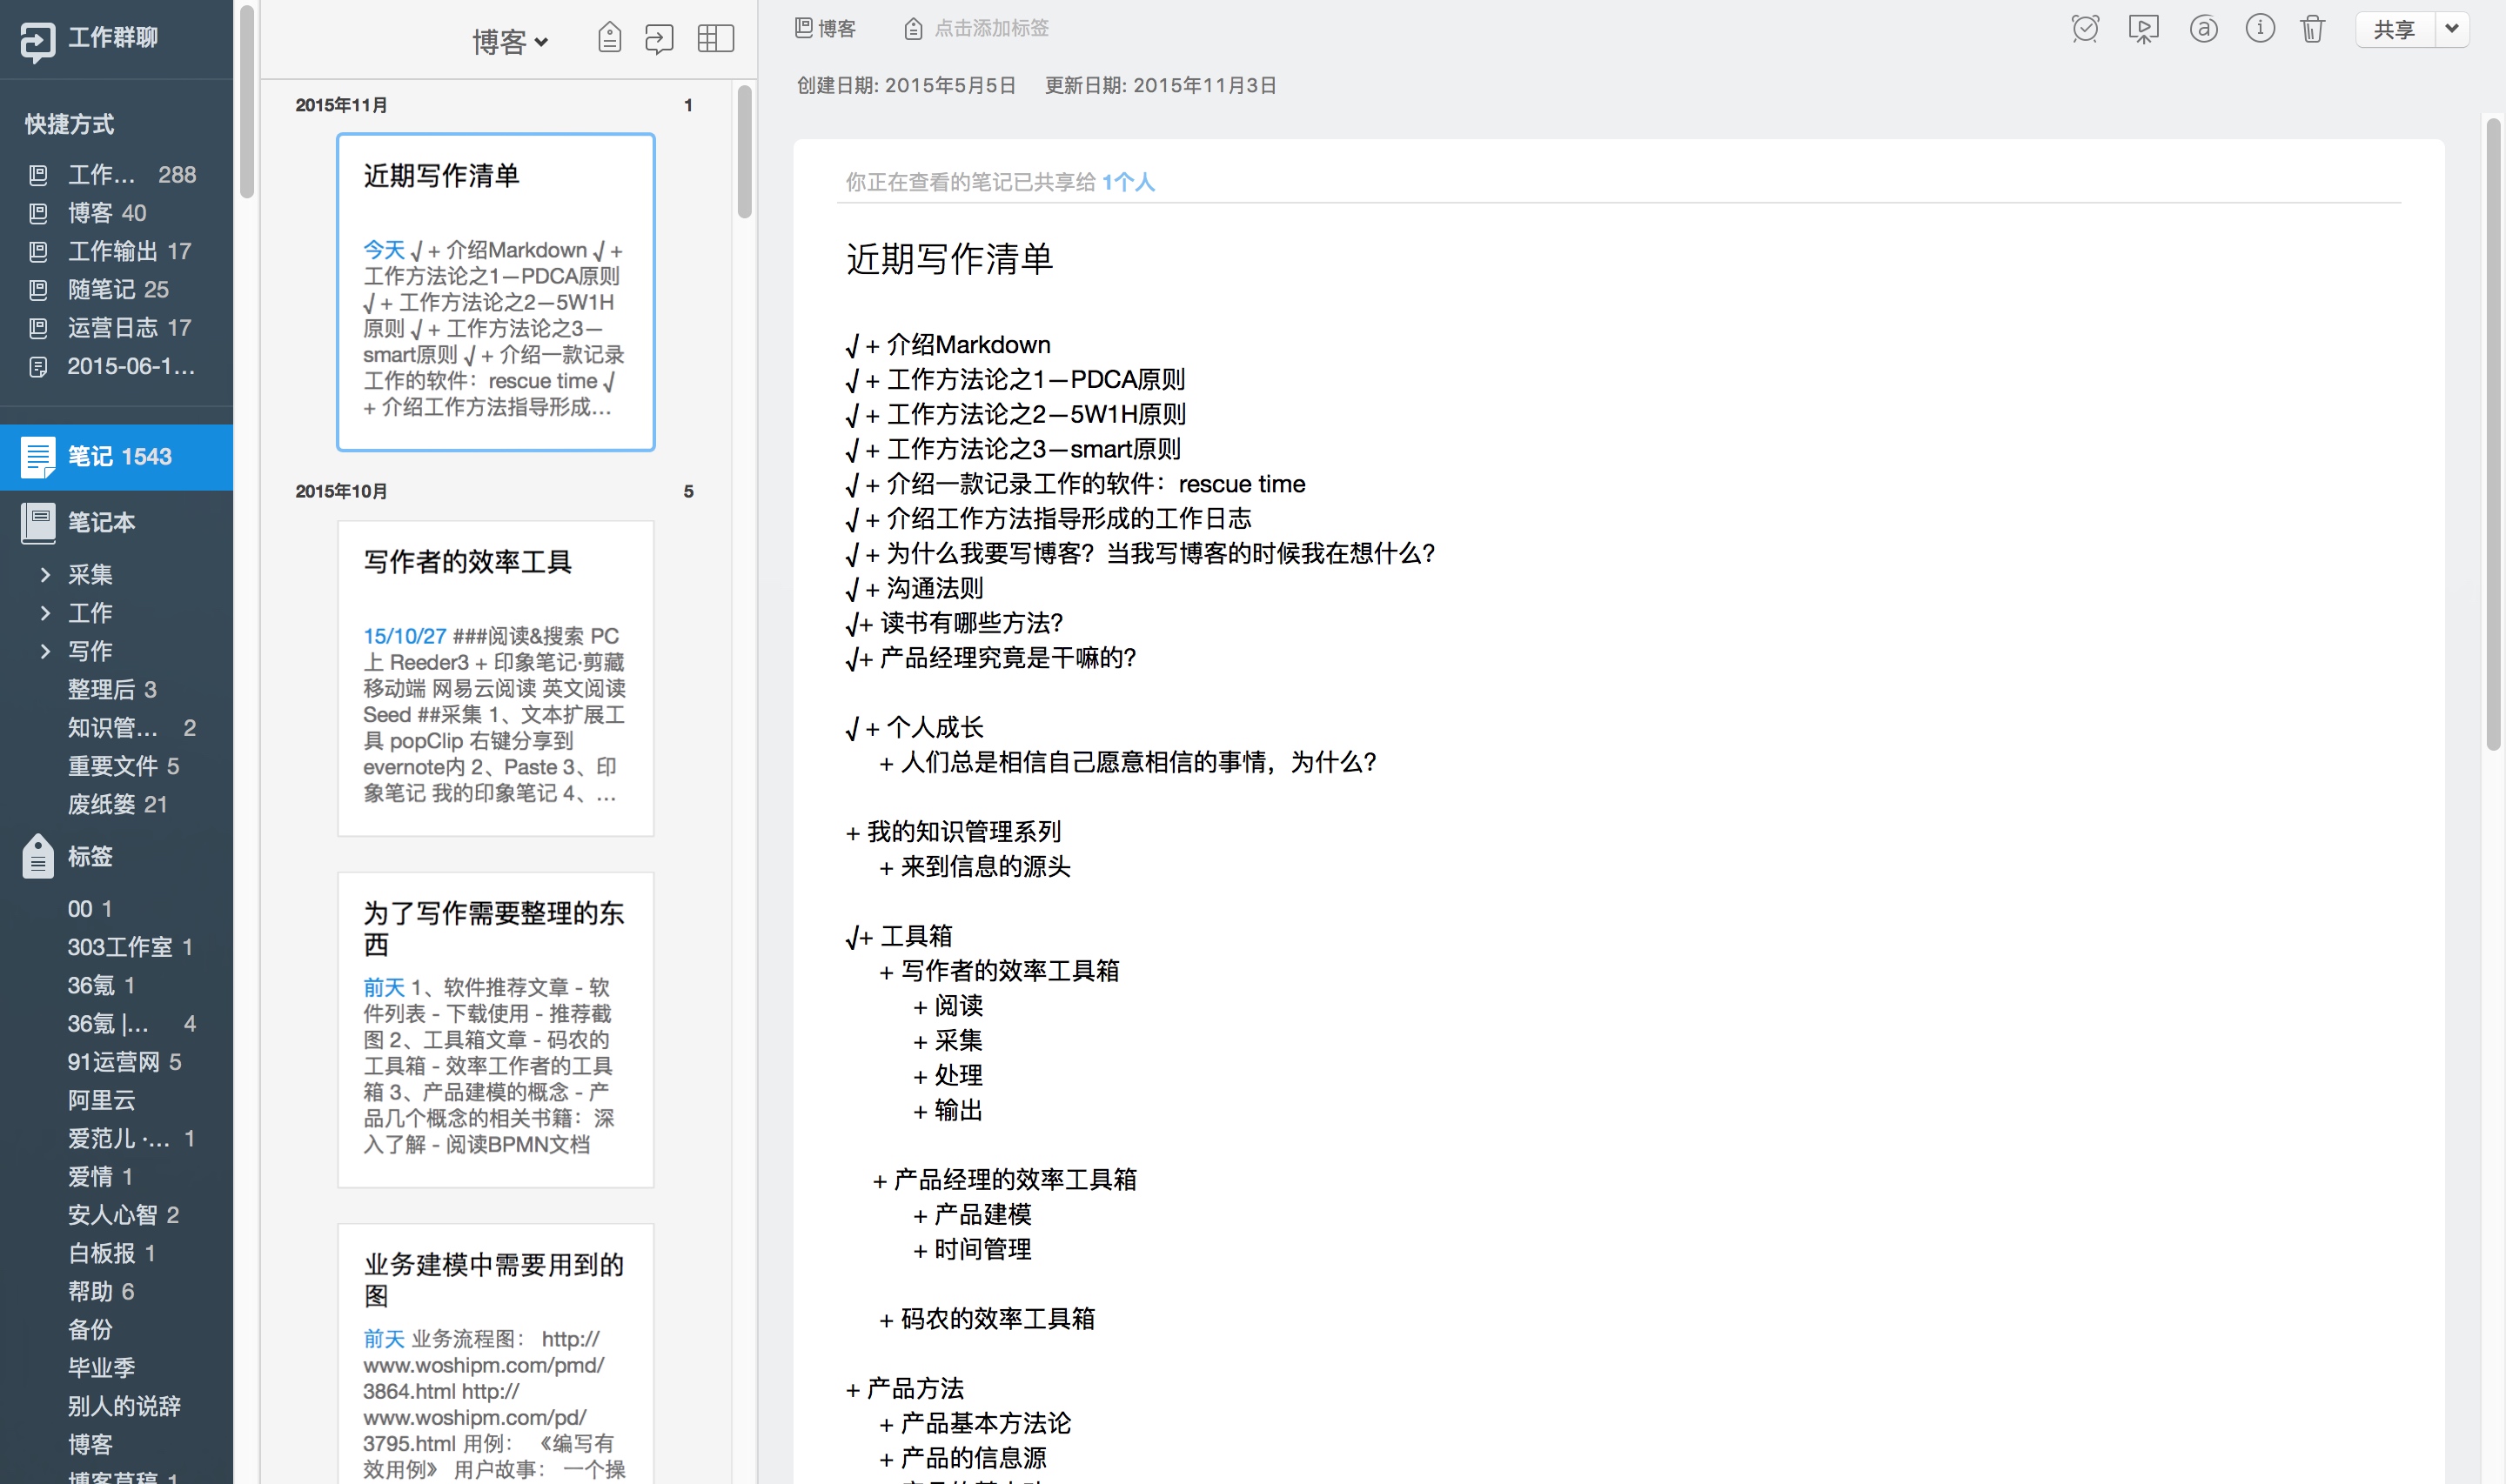 工作群聊
快捷方式
工作... 288
博客 40
工作输出 17
随笔记 25
运营日志 17
2015-06-1...
笔记 1543
笔记本
采集
工作
写作
整理后 3
知识管... 2
重要文件 5
废纸篓 21
标签
00 1
303工作室 1
36氪 1
36氪 |... 4
91运营网 5
阿里云
爱范儿 ·... 1
爱情 1
安人心智 2
白板报 1
帮助 6
备份
毕业季
别人的说辞
博客
博客草稿 1
博客
2015年11月 1
近期写作清单
今天 √ + 介绍Markdown √ +
工作方法论之1—PDCA原则
√ + 工作方法论之2—5W1H
原则 √ + 工作方法论之3—
smart原则 √ + 介绍一款记录
工作的软件：rescue time √
+ 介绍工作方法指导形成...
2015年10月 5
写作者的效率工具
15/10/27 ###阅读&搜索 PC
上 Reeder3 + 印象笔记·剪藏
移动端 网易云阅读 英文阅读
Seed ##采集 1、文本扩展工
具 popClip 右键分享到
evernote内 2、Paste 3、印
象笔记 我的印象笔记 4、...
为了写作需要整理的东
西
前天 1、软件推荐文章 - 软
件列表 - 下载使用 - 推荐截
图 2、工具箱文章 - 码农的
工具箱 - 效率工作者的工具
箱 3、产品建模的概念 - 产
品几个概念的相关书籍：深
入了解 - 阅读BPMN文档
业务建模中需要用到的
图
前天 业务流程图： http://
www.woshipm.com/pmd/
3864.html http://
www.woshipm.com/pd/
3795.html 用例： 《编写有
效用例》 用户故事： 一个操
博客 点击添加标签
共享
创建日期: 2015年5月5日 更新日期: 2015年11月3日
你正在查看的笔记已共享给 1个人
近期写作清单
√ + 介绍Markdown
√ + 工作方法论之1—PDCA原则
√ + 工作方法论之2—5W1H原则
√ + 工作方法论之3—smart原则
√ + 介绍一款记录工作的软件：rescue time
√ + 介绍工作方法指导形成的工作日志
√ + 为什么我要写博客？当我写博客的时候我在想什么？
√ + 沟通法则
√+ 读书有哪些方法？
√+ 产品经理究竟是干嘛的？
√ + 个人成长
+ 人们总是相信自己愿意相信的事情，为什么？
+ 我的知识管理系列
+ 来到信息的源头
√+ 工具箱
+ 写作者的效率工具箱
+ 阅读
+ 采集
+ 处理
+ 输出
+ 产品经理的效率工具箱
+ 产品建模
+ 时间管理
+ 码农的效率工具箱
+ 产品方法
+ 产品基本方法论
+ 产品的信息源